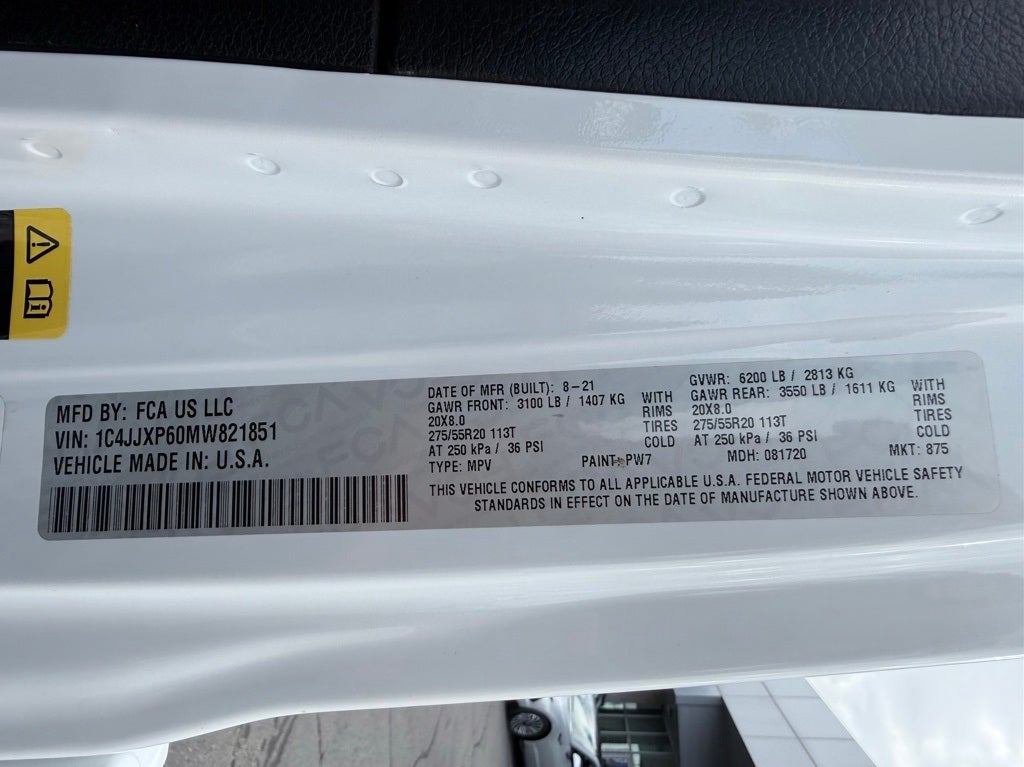 MFD BY: FCA US LLC
VIN: 1C4JJXP60MW821851
VEHICLE MADE IN: U.S.A.
DATE OF MFR (BUILT): 8-21
GAWR FRONT: 3100 LB / 1407 KG WITH
20X8.0 RIMS
275/55R20 113T TIRES
AT 250 kPa / 36 PSI COLD
TYPE: MPV
GVWR: 6200 LB / 2813 KG
GAWR REAR: 3550 LB / 1611 KG WITH
20X8.0 RIMS
275/55R20 113T TIRES
AT 250 kPa / 36 PSI COLD
PAINT: PW7 MDH: 081720 MKT: 875
THIS VEHICLE CONFORMS TO ALL APPLICABLE U.S.A. FEDERAL MOTOR VEHICLE SAFETY
STANDARDS IN EFFECT ON THE DATE OF MANUFACTURE SHOWN ABOVE.